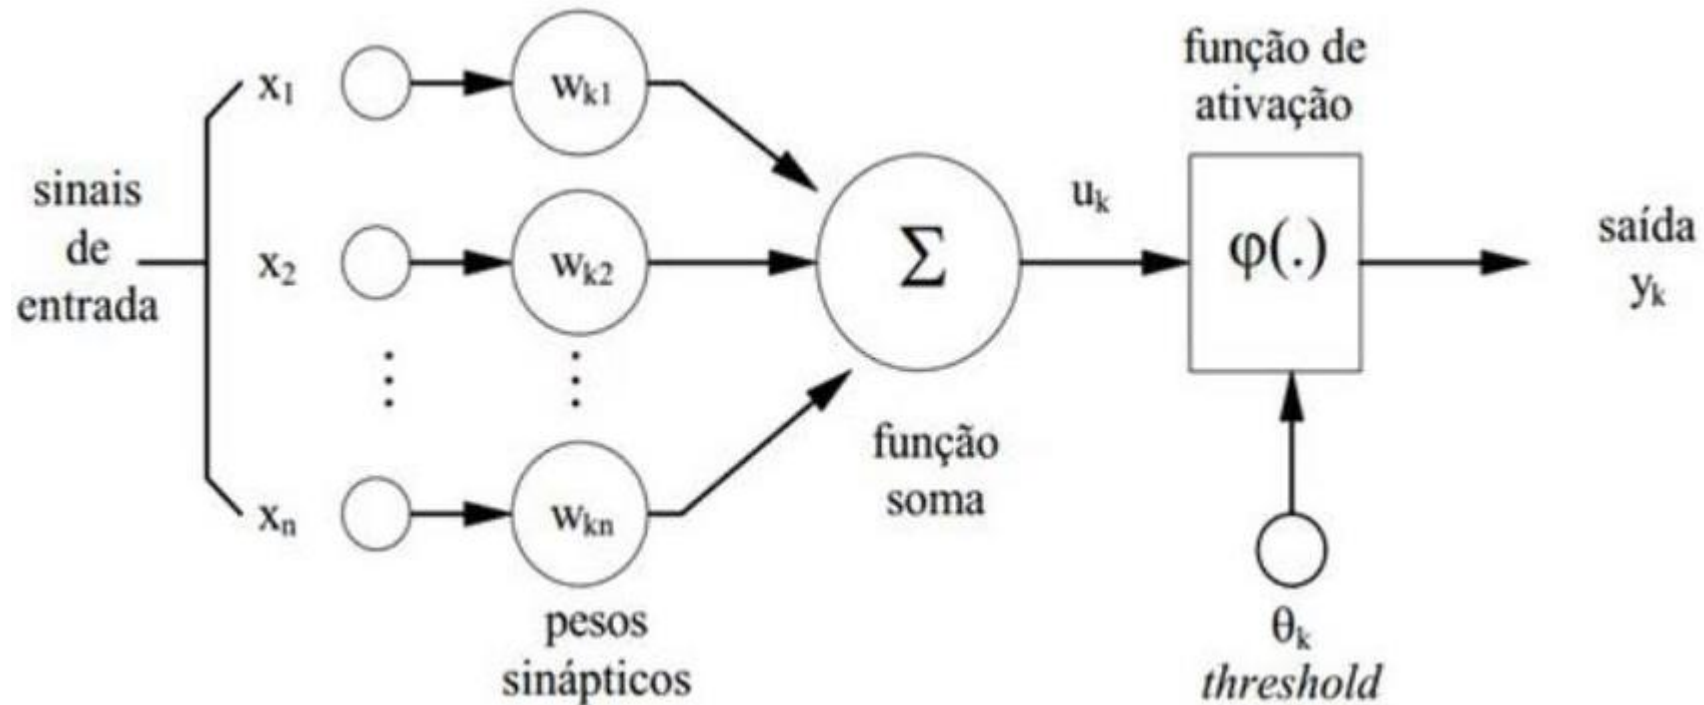 sinais
de
entrada
x1
x2
xn
wk1
wk2
wkn
pesos
sinápticos
Σ
função
soma
uk
função de
ativação
φ(.)
θk
threshold
saída
yk